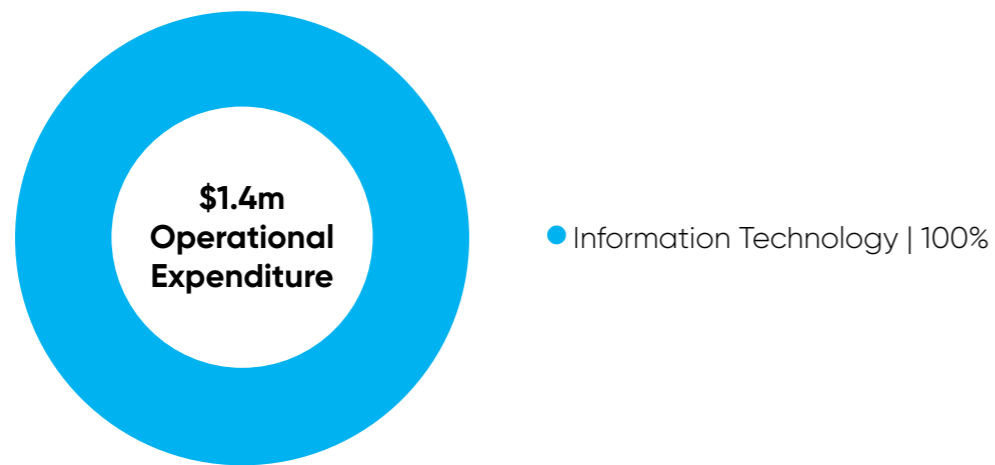 $1.4m
Operational
Expenditure
Information Technology | 100%